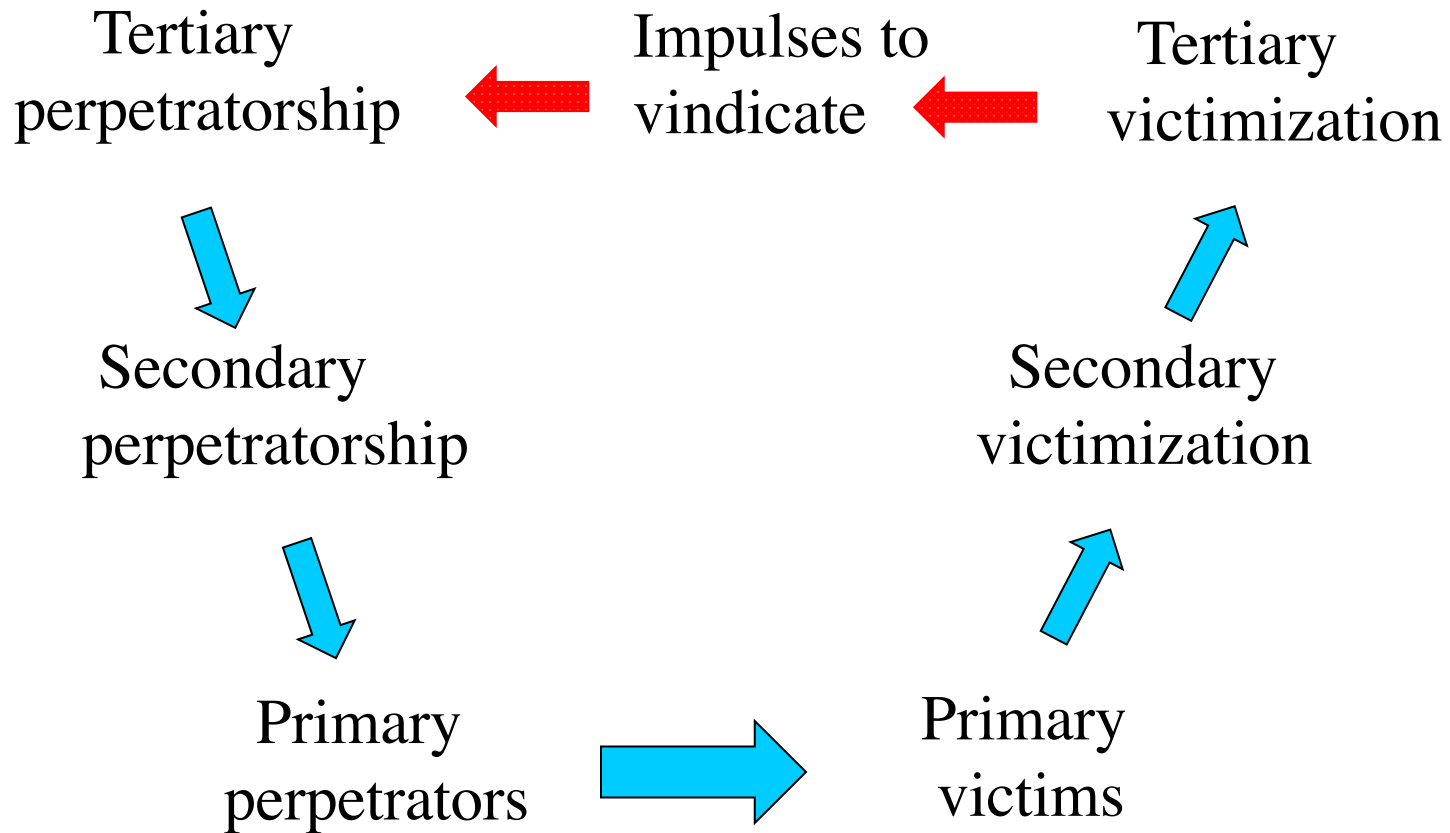 Tertiary
perpetratorship
Impulses to
vindicate
Tertiary
victimization
Secondary
perpetratorship
Secondary
victimization
Primary
perpetrators
Primary
victims